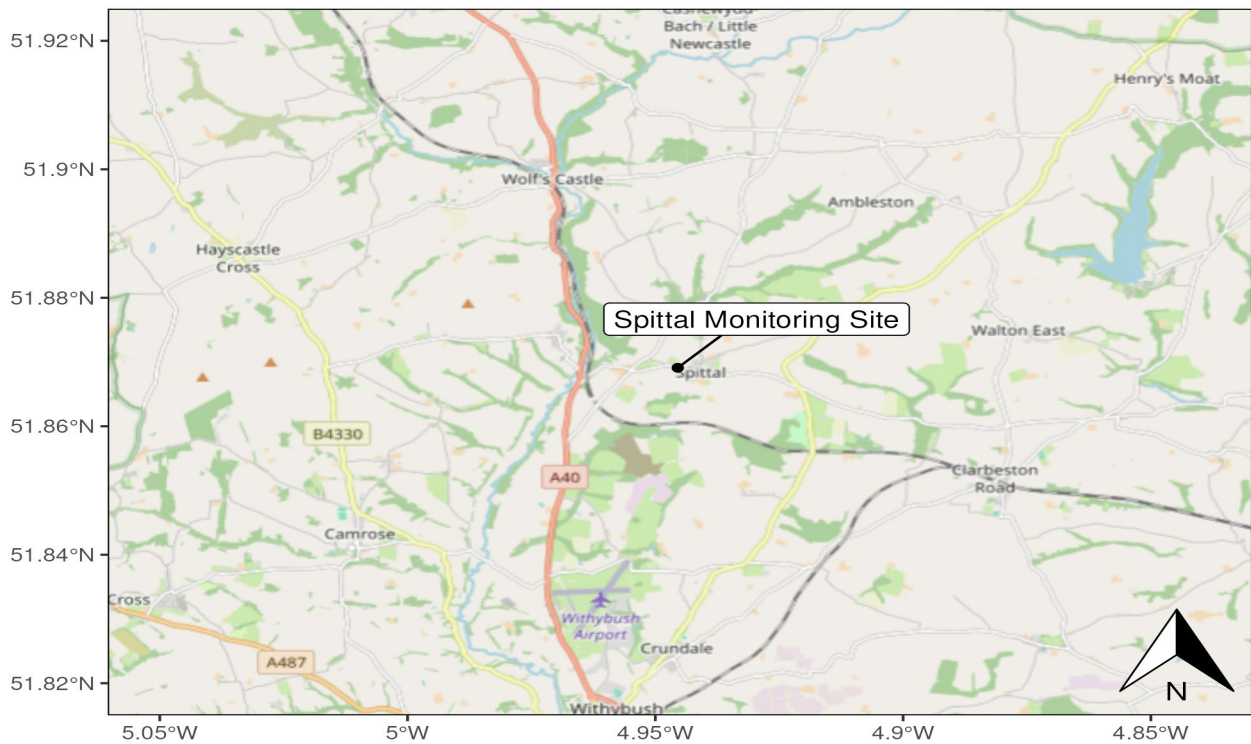 Bach / Little
Newcastle
51.92°N
Henry's Moat
51.9°N
Wolf's Castle
Ambleston
Hayscastle
Cross
51.88°N
Spittal Monitoring Site
Walton East
Spittal
51.86°N
B4330
A40
Clarbeston
Road
Camrose
51.84°N
Cross
Withybush
Airport
Crundale
A487
51.82°N
N
Withybush
5.05°W
5°W
4.95°W
4.9°W
4.85°W